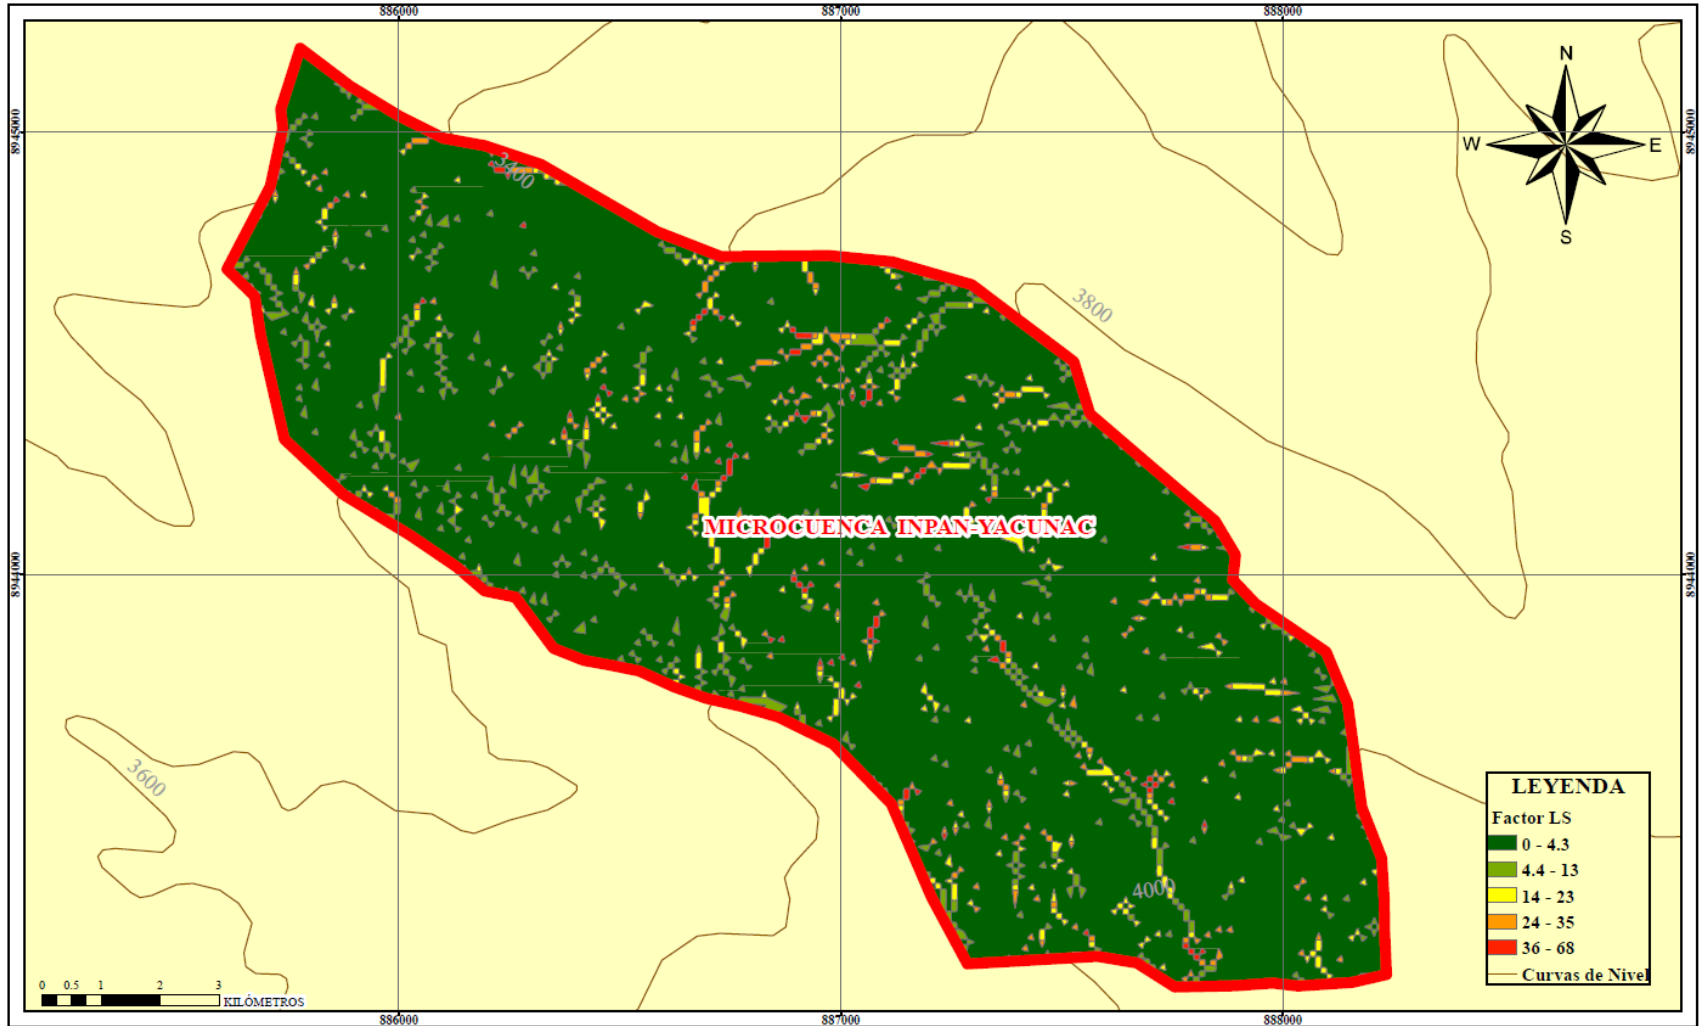 886000
887000
888000
N
W
E
S
8945000
8945000
3400
3800
MICROCUENCA INPAN-YACUNAC
8944000
8944000
3600
4000
LEYENDA
Factor LS
0 - 4.3
4.4 - 13
14 - 23
24 - 35
36 - 68
Curvas de Nivel
0 0.5 1 2 3
KILÓMETROS
886000
887000
888000